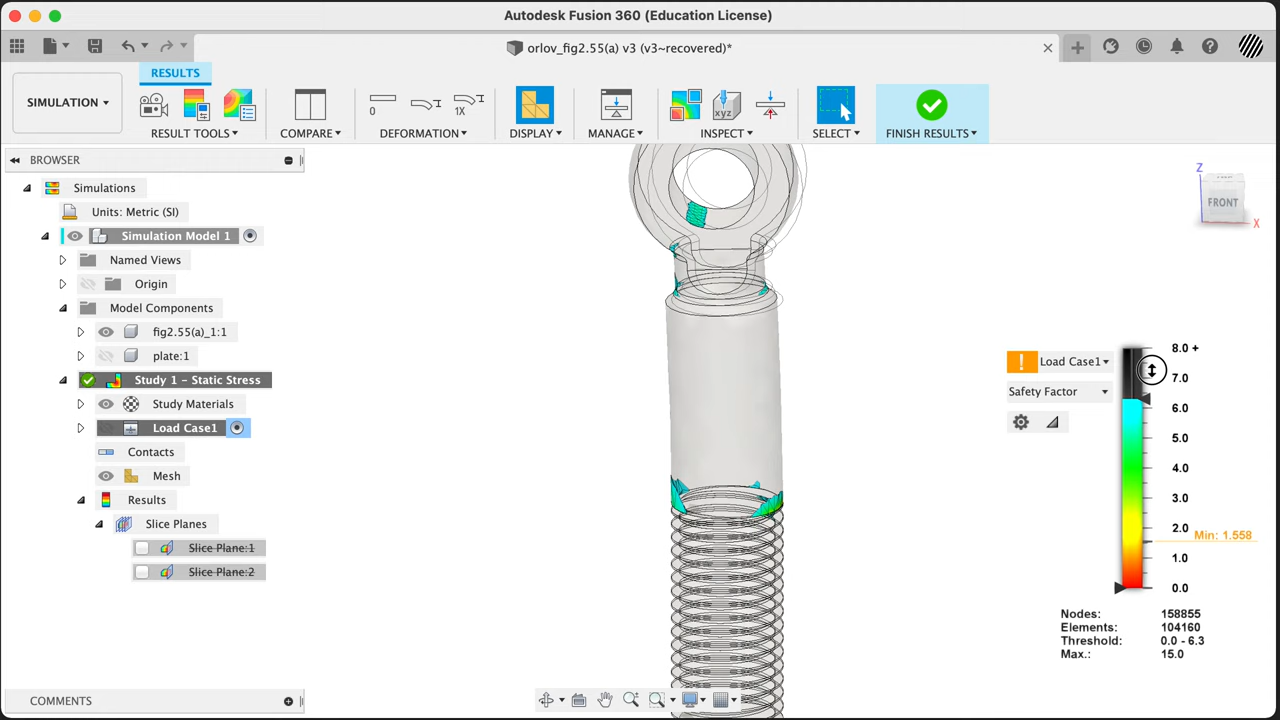 Autodesk Fusion 360 (Education License)
orlov_fig2.55(a) v3 (v3~recovered)*
SIMULATION
RESULTS
RESULT TOOLS
COMPARE
0
1X
DEFORMATION
DISPLAY
MANAGE
xyz
INSPECT
SELECT
FINISH RESULTS
BROWSER
Simulations
Units: Metric (SI)
Simulation Model 1
Named Views
Origin
Model Components
fig2.55(a)_1:1
plate:1
Study 1 - Static Stress
Study Materials
Load Case1
Contacts
Mesh
Results
Slice Planes
Slice Plane:1
Slice Plane:2
Z
TOP
FRONT
X
Load Case1
Safety Factor
8.0 +
7.0
6.0
5.0
4.0
3.0
2.0
Min: 1.558
1.0
0.0
Nodes: 158855
Elements: 104160
Threshold: 0.0 - 6.3
Max.: 15.0
COMMENTS